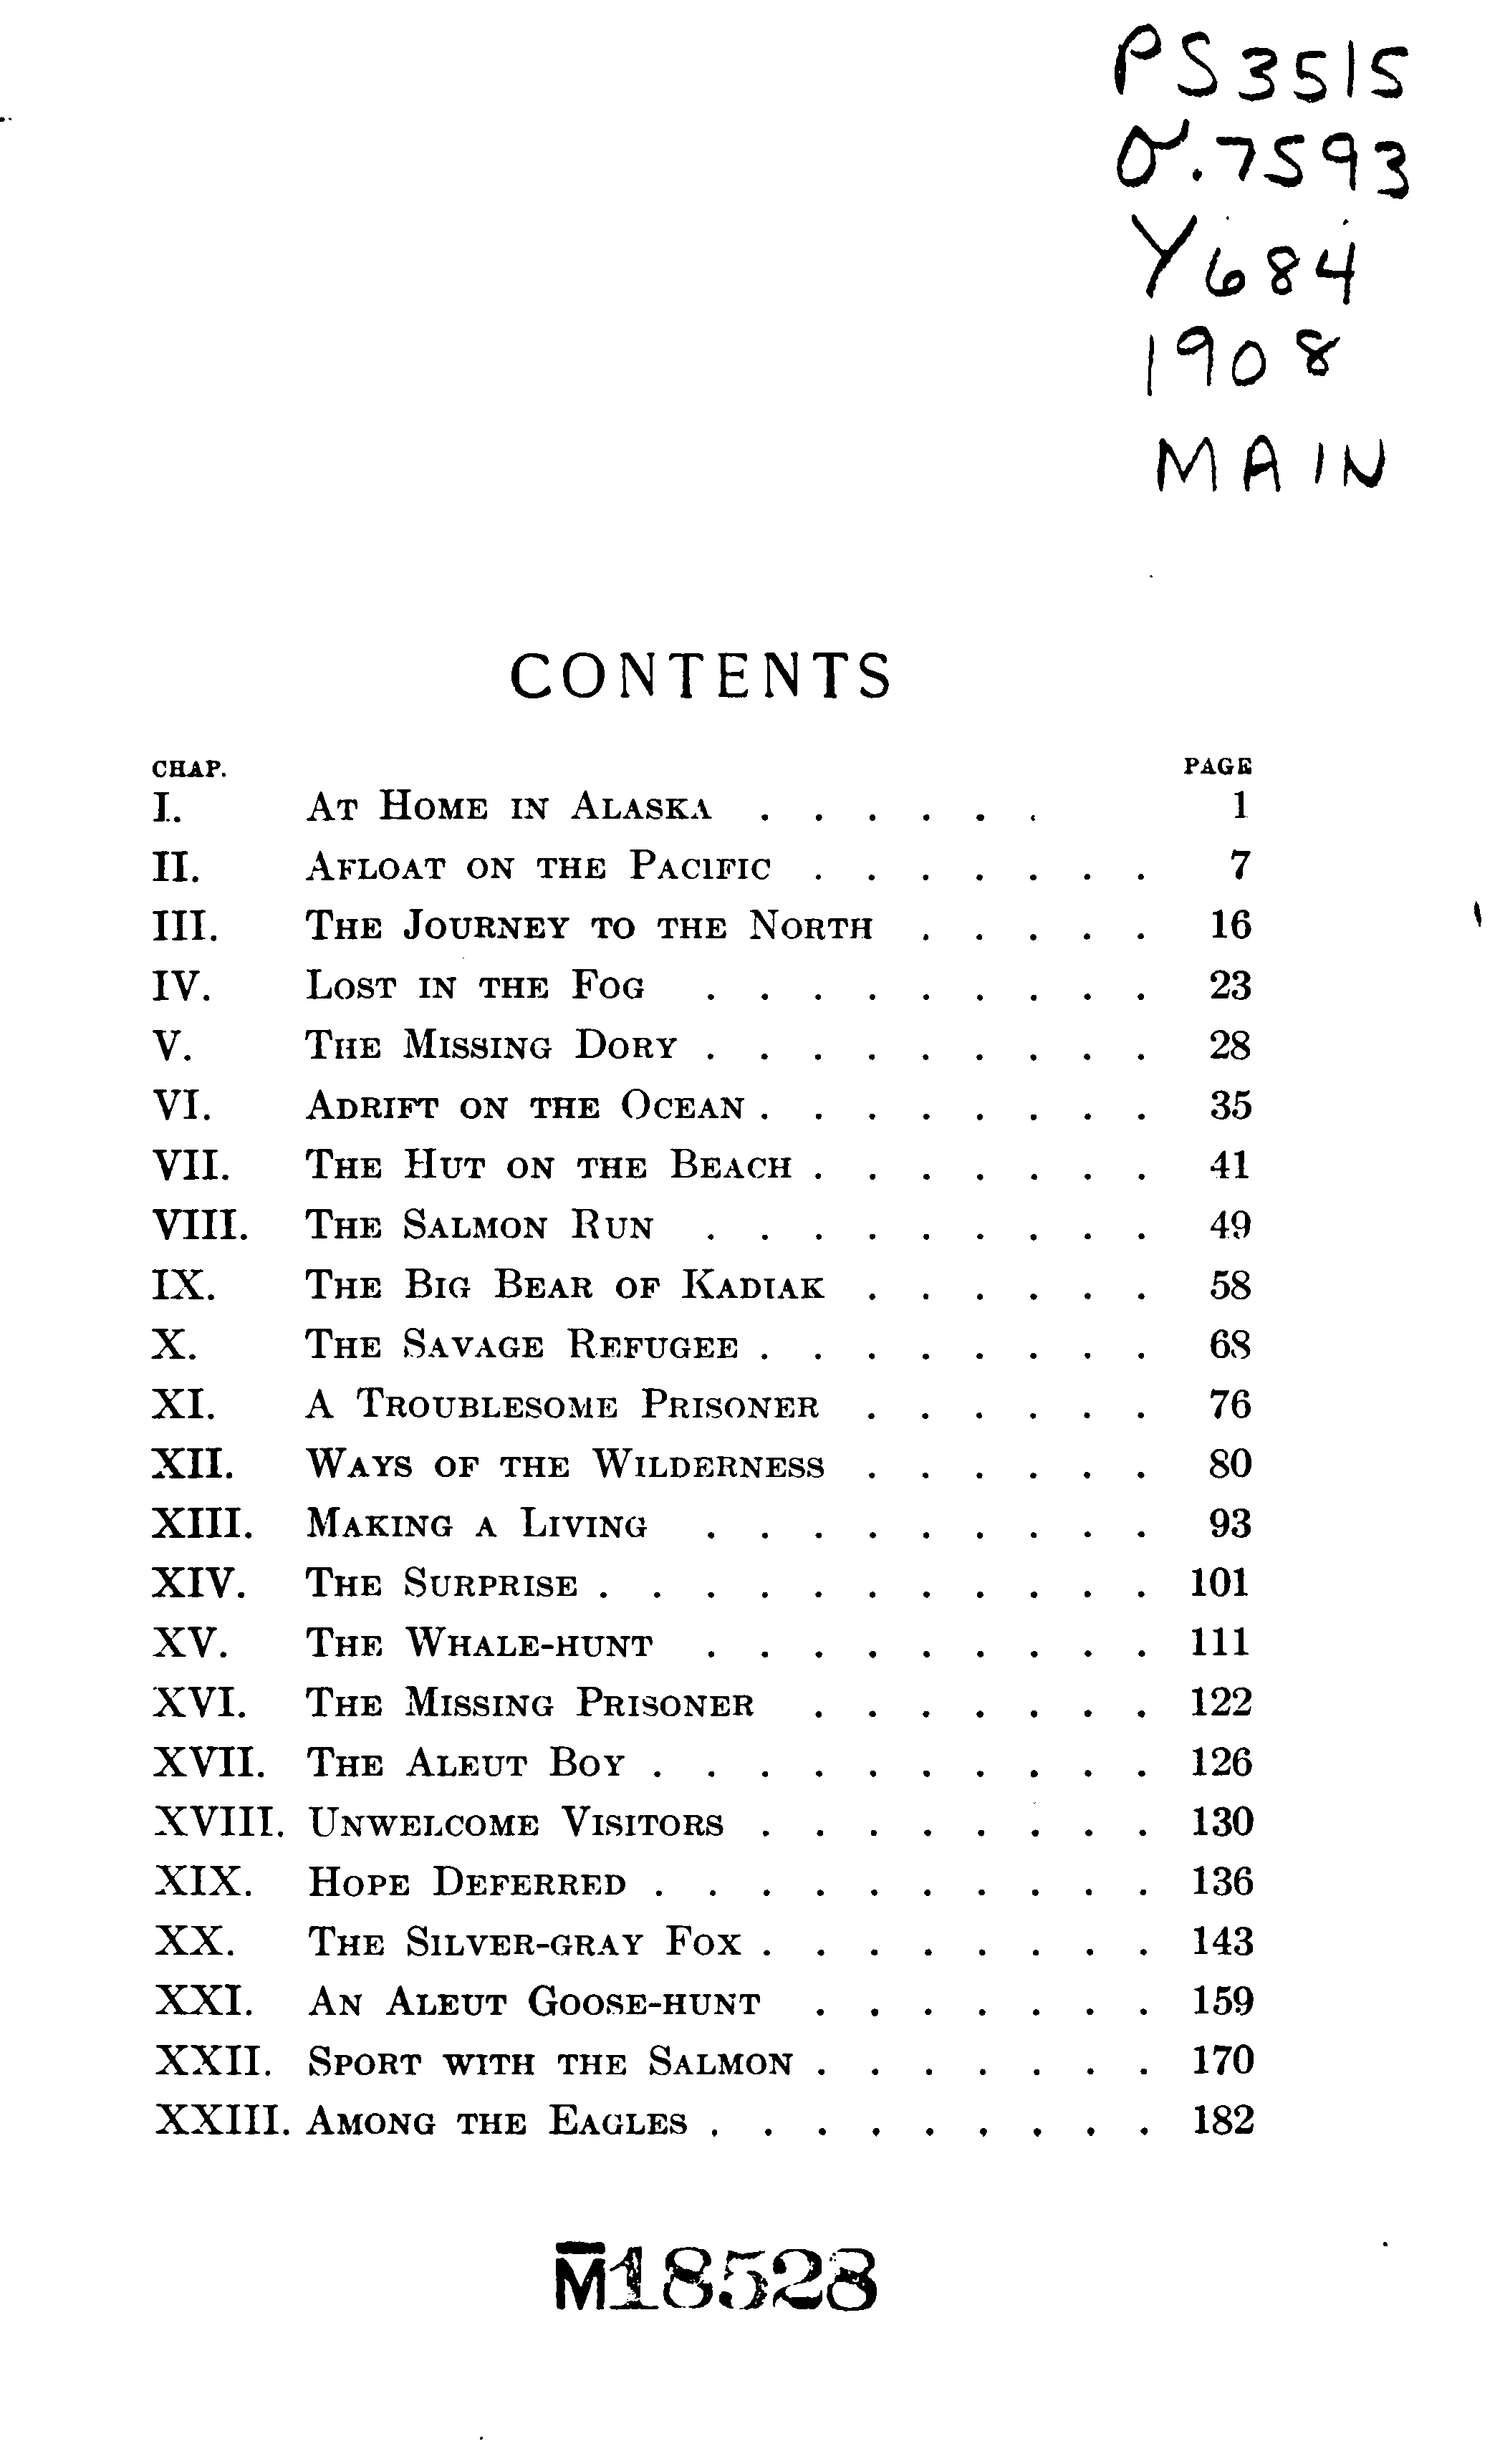 PS3515
O.7593
Y684
1908
MAIN
CONTENTS
CHAP. PAGE
I. AT HOME IN ALASKA . . . . . . 1
II. AFLOAT ON THE PACIFIC . . . . . . . 7
III. THE JOURNEY TO THE NORTH . . . . . 16
IV. LOST IN THE FOG . . . . . . . . . 23
V. THE MISSING DORY . . . . . . . . . 28
VI. ADRIFT ON THE OCEAN . . . . . . . . 35
VII. THE HUT ON THE BEACH . . . . . . . 41
VIII. THE SALMON RUN . . . . . . . . . 49
IX. THE BIG BEAR OF KADIAK . . . . . . 58
X. THE SAVAGE REFUGEE . . . . . . . . 68
XI. A TROUBLESOME PRISONER . . . . . . 76
XII. WAYS OF THE WILDERNESS . . . . . . 80
XIII. MAKING A LIVING . . . . . . . . . 93
XIV. THE SURPRISE . . . . . . . . . . . 101
XV. THE WHALE-HUNT . . . . . . . . . 111
XVI. THE MISSING PRISONER . . . . . . . 122
XVII. THE ALEUT BOY . . . . . . . . . . 126
XVIII. UNWELCOME VISITORS . . . . . . . . 130
XIX. HOPE DEFERRED . . . . . . . . . . 136
XX. THE SILVER-GRAY FOX . . . . . . . . 143
XXI. AN ALEUT GOOSE-HUNT . . . . . . . 159
XXII. SPORT WITH THE SALMON . . . . . . . 170
XXIII. AMONG THE EAGLES . . . . . . . . . 182
M18528